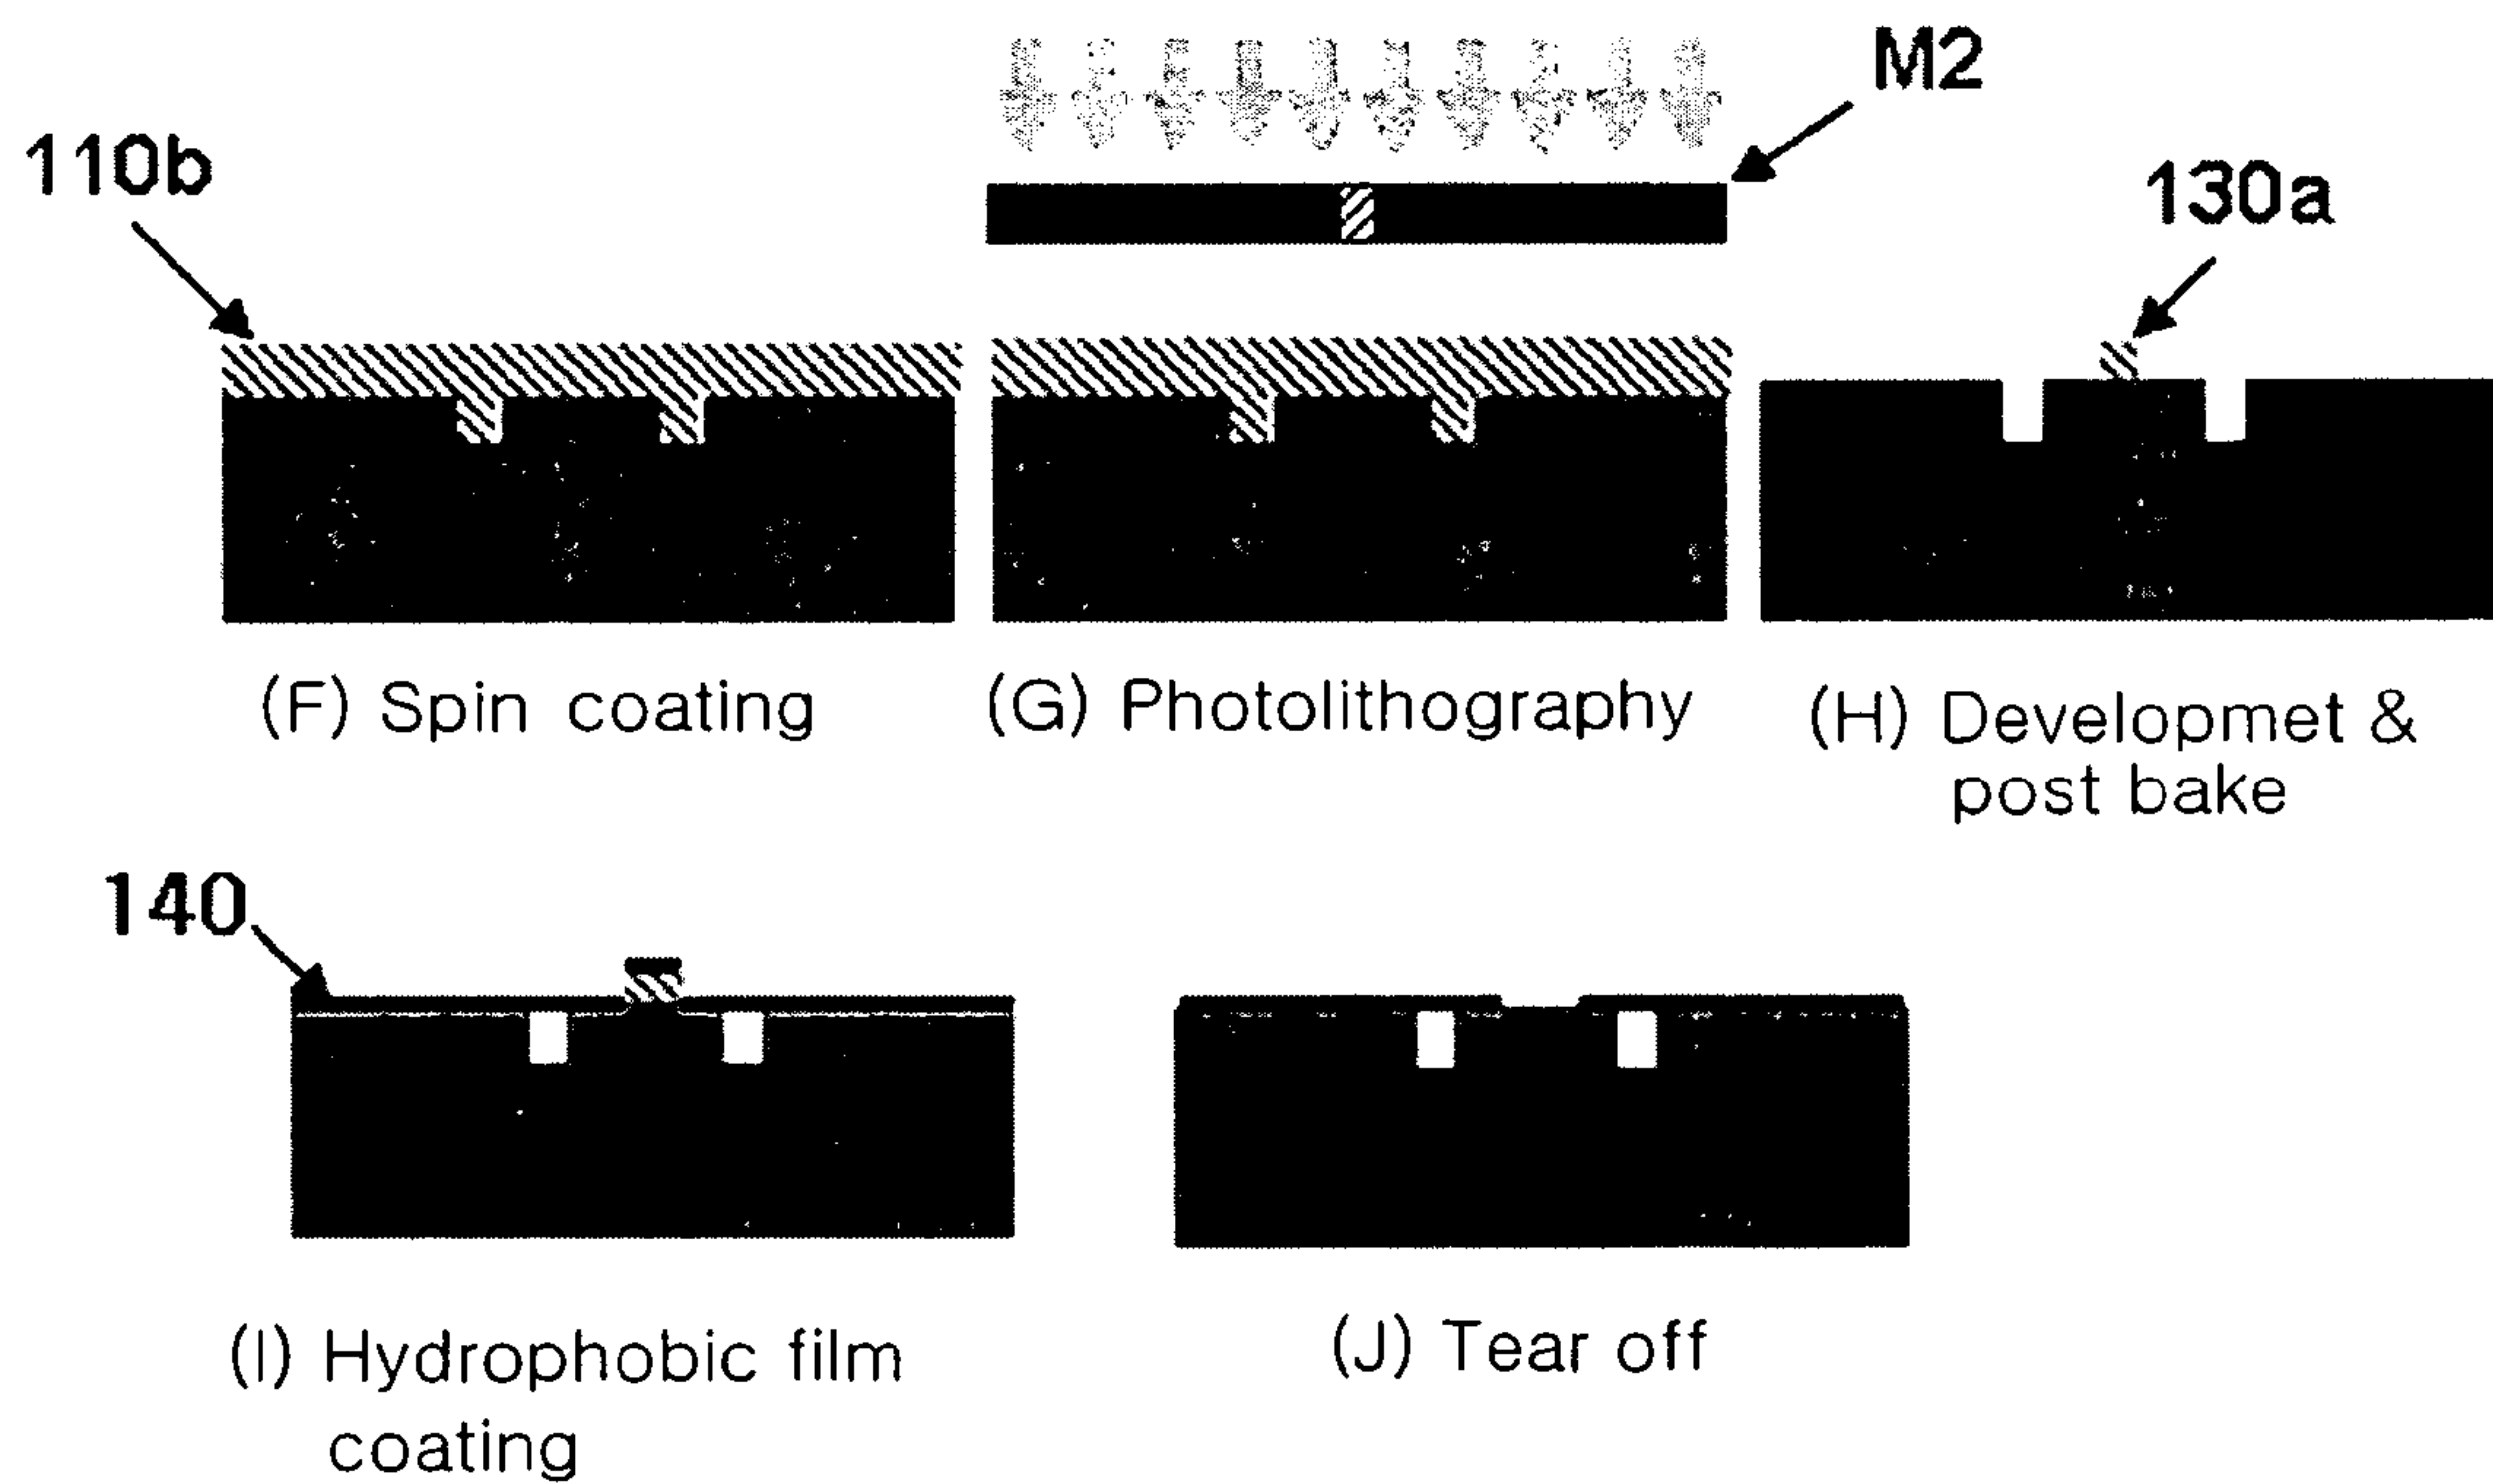 M2
110b
130a
(F) Spin coating
(G) Photolithography
(H) Developmet &
post bake
140
(I) Hydrophobic film
coating
(J) Tear off